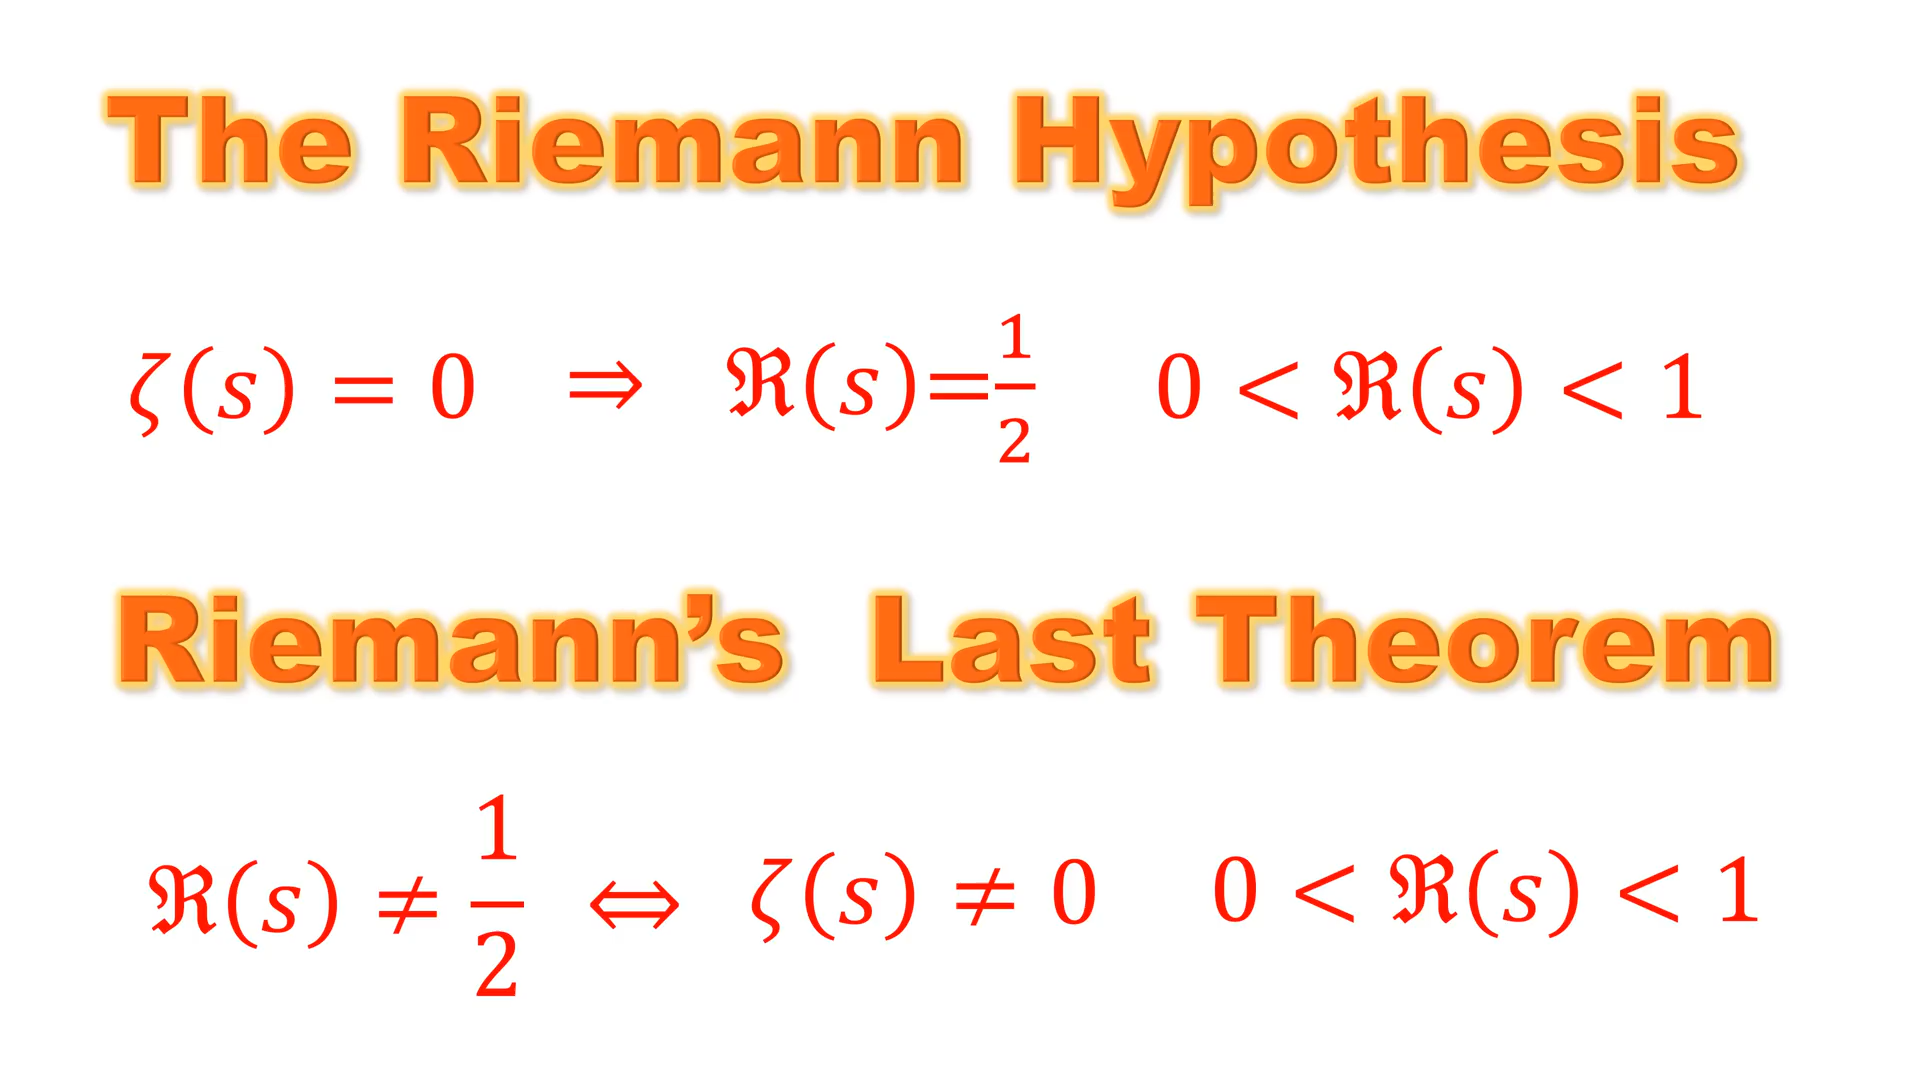 The Riemann Hypothesis
ζ(s) = 0 ⇒ ℜ(s)=1/2 0 < ℜ(s) < 1
Riemann’s Last Theorem
ℜ(s) ≠ 1/2 ⇔ ζ(s) ≠ 0 0 < ℜ(s) < 1